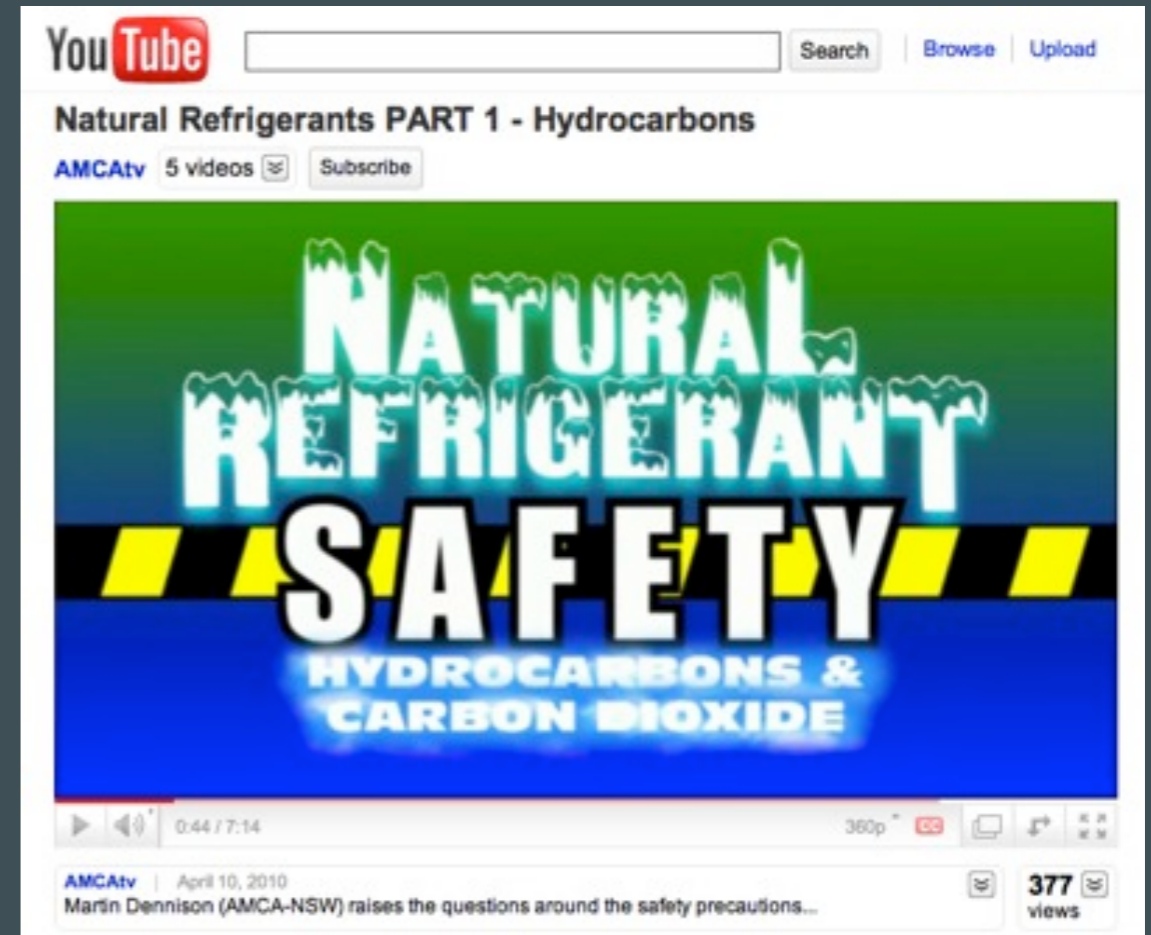 YouTube Search Browse Upload
Natural Refrigerants PART 1 - Hydrocarbons
AMCAtv 5 videos Subscribe
NATURAL
REFRIGERANT
SAFETY
HYDROCARBONS &
CARBON DIOXIDE
0:44 / 7:14 360p CC
AMCAtv | April 10, 2010
Martin Dennison (AMCA-NSW) raises the questions around the safety precautions...
377
views